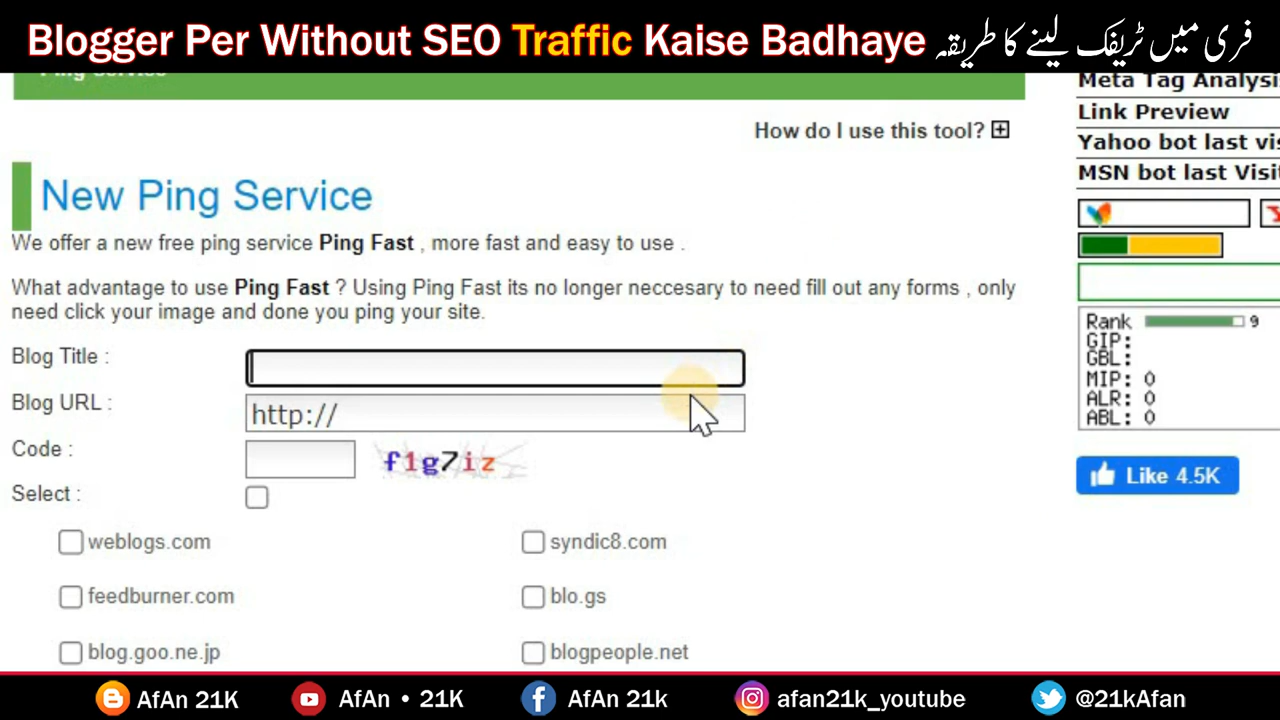 Blogger Per Without SEO Traffic Kaise Badhaye فری میں ٹریفک لینے کا طریقہ
Ping Service
How do I use this tool?
New Ping Service
We offer a new free ping service Ping Fast , more fast and easy to use .
What advantage to use Ping Fast ? Using Ping Fast its no longer neccesary to need fill out any forms , only
need click your image and done you ping your site.
Blog Title :
Blog URL : http://
Code : f1g7iz
Select :
weblogs.com syndic8.com
feedburner.com blo.gs
blog.goo.ne.jp blogpeople.net
Meta Tag Analysi
Link Preview
Yahoo bot last vis
MSN bot last Visit
Rank 9
GIP:
GBL:
MIP: 0
ALR: 0
ABL: 0
Like 4.5K
AfAn 21K AfAn • 21K AfAn 21k afan21k_youtube @21kAfan